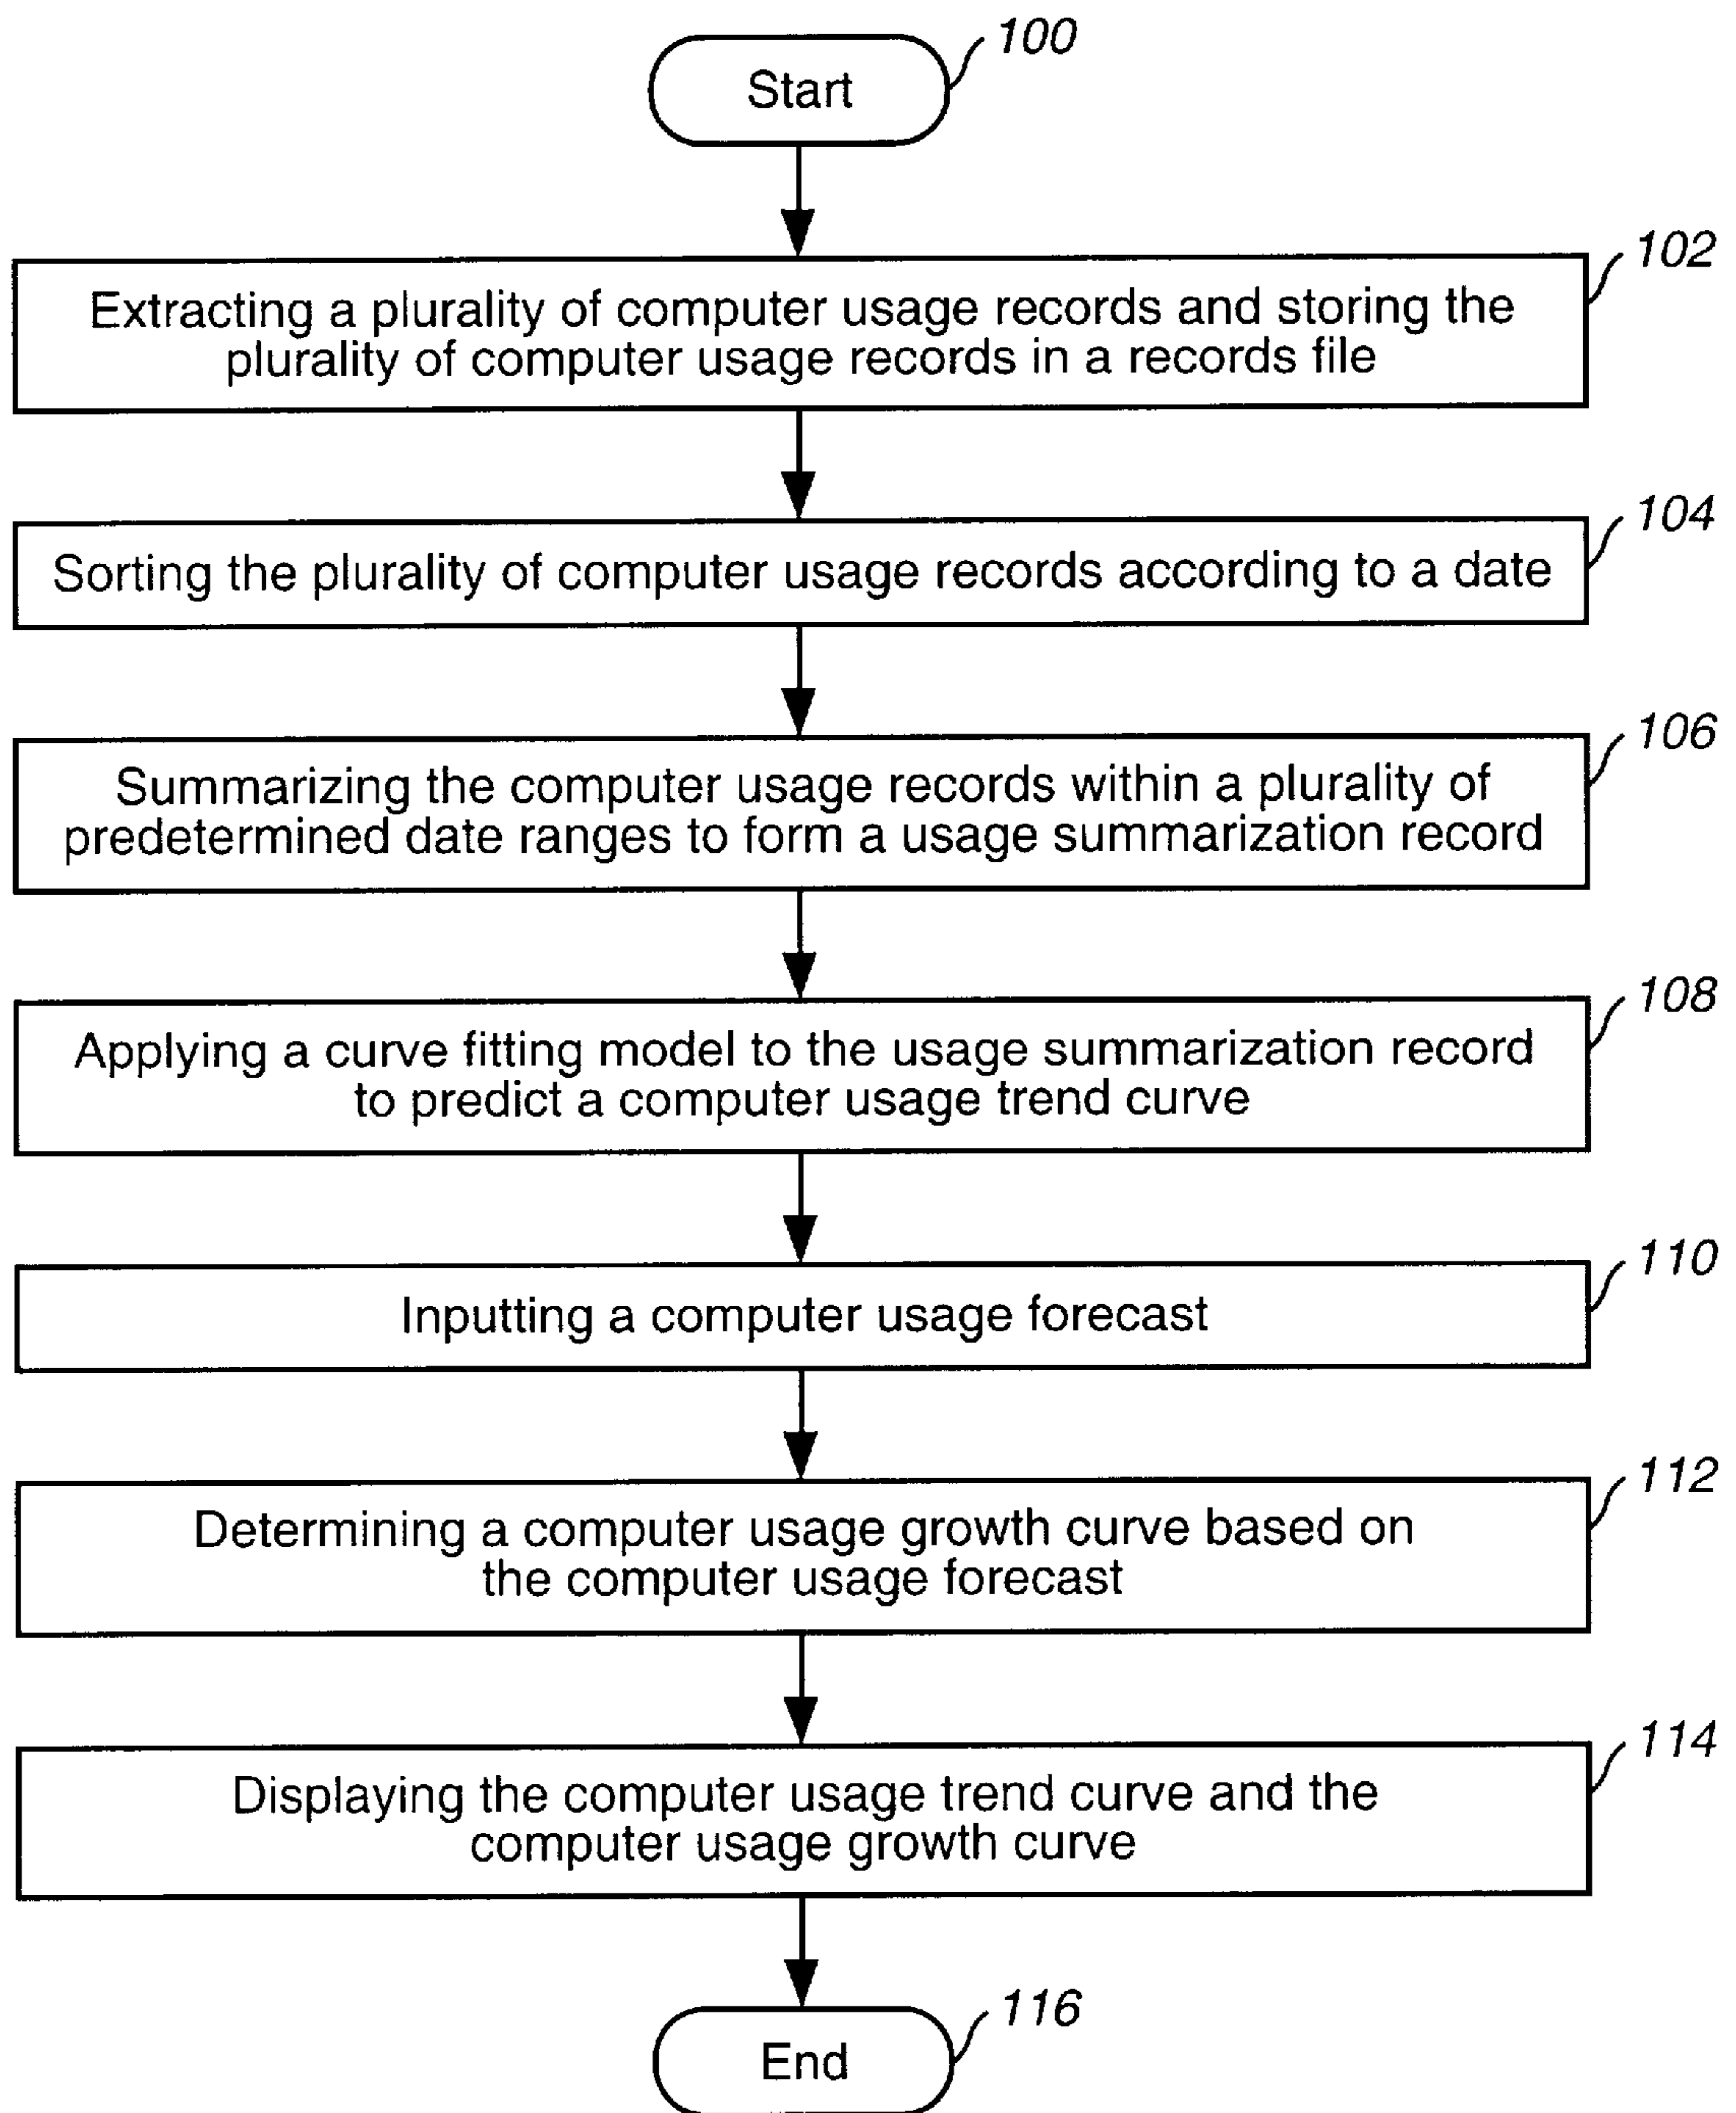 100
Start
102
Extracting a plurality of computer usage records and storing the
plurality of computer usage records in a records file
104
Sorting the plurality of computer usage records according to a date
106
Summarizing the computer usage records within a plurality of
predetermined date ranges to form a usage summarization record
108
Applying a curve fitting model to the usage summarization record
to predict a computer usage trend curve
110
Inputting a computer usage forecast
112
Determining a computer usage growth curve based on
the computer usage forecast
114
Displaying the computer usage trend curve and the
computer usage growth curve
116
End